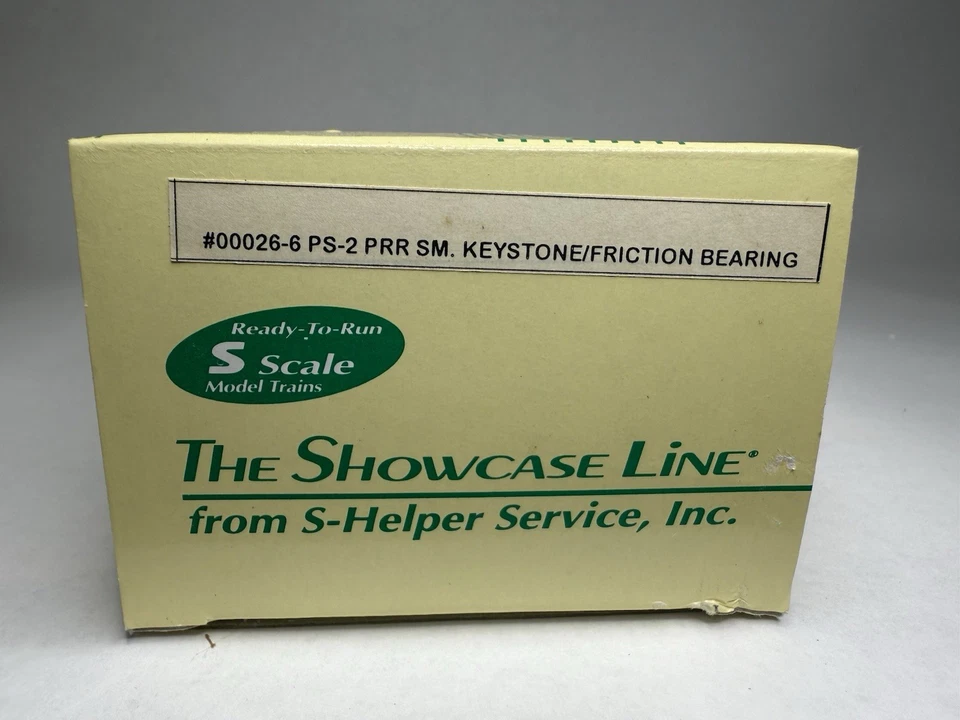 #00026-6 PS-2 PRR SM. KEYSTONE/FRICTION BEARING
Ready-To-Run
S Scale
Model Trains
THE SHOWCASE LiNE®
from S-Helper Service, Inc.